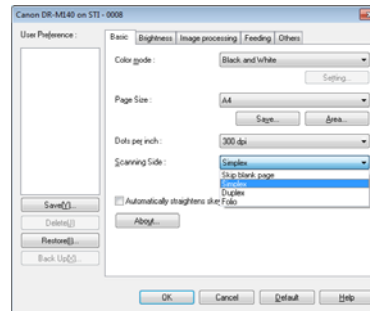 Canon DR-M140 on STI - 0008
User Preference :
Basic Brightness Image processing Feeding Others
Color mode : Black and White
Setting...
Page Size : A4
Save... Area...
Dots per inch : 300 dpi
Scanning Side : Simplex
Skip blank page
Simplex
Duplex
Folio
Automatically straightens ske
About...
Save(V)...
Delete(J)
Restore(I)...
OK Cancel Default Help